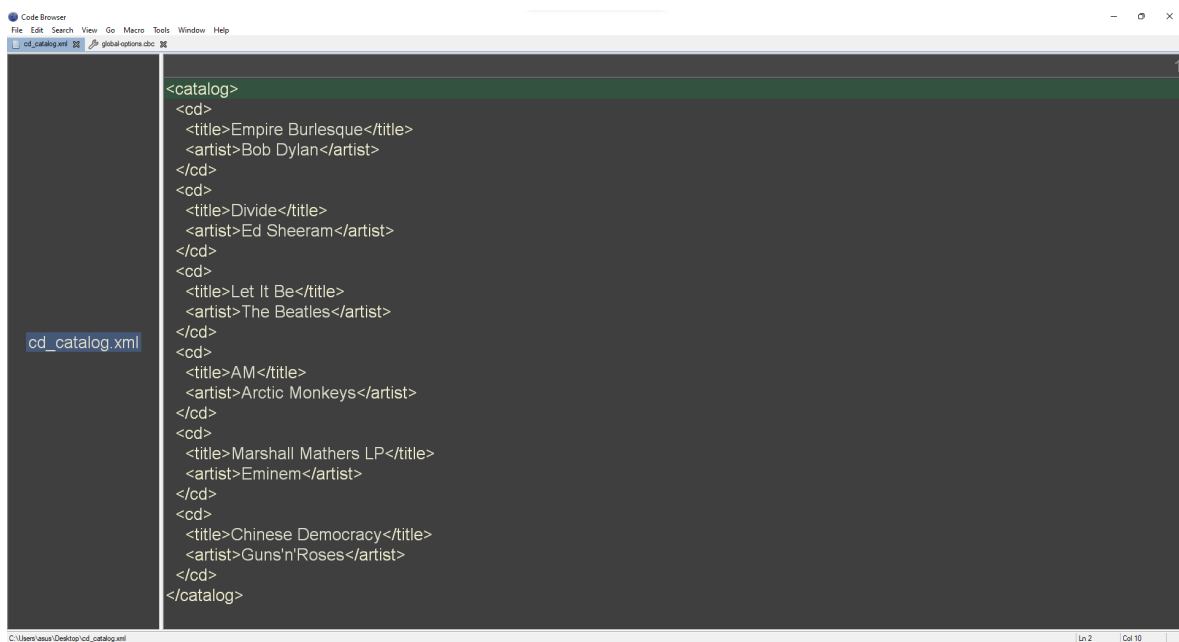 Code Browser
File Edit Search View Go Macro Tools Window Help
cd_catalog.xml global-options.cbc
1
cd_catalog.xml
<catalog>
<cd>
<title>Empire Burlesque</title>
<artist>Bob Dylan</artist>
</cd>
<cd>
<title>Divide</title>
<artist>Ed Sheeram</artist>
</cd>
<cd>
<title>Let It Be</title>
<artist>The Beatles</artist>
</cd>
<cd>
<title>AM</title>
<artist>Arctic Monkeys</artist>
</cd>
<cd>
<title>Marshall Mathers LP</title>
<artist>Eminem</artist>
</cd>
<cd>
<title>Chinese Democracy</title>
<artist>Guns'n'Roses</artist>
</cd>
</catalog>
C:\Users\asus\Desktop\cd_catalog.xml Ln 2 Col 10